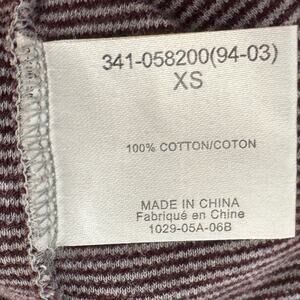 341-058200(94-03)
XS
100% COTTON/COTON
MADE IN CHINA
Fabriqué en Chine
1029-05A-06B